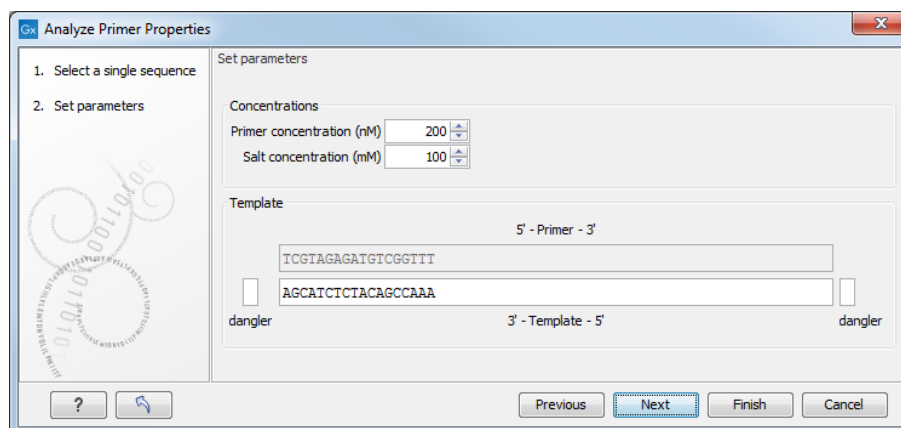 Gx Analyze Primer Properties
1. Select a single sequence
2. Set parameters
Set parameters
Concentrations
Primer concentration (nM) 200
Salt concentration (mM) 100
Template
5' - Primer - 3'
TCGTAGAGATGTCGGTTT
AGCATCTCTACAGCCAAA
dangler 3' - Template - 5' dangler
? Previous Next Finish Cancel